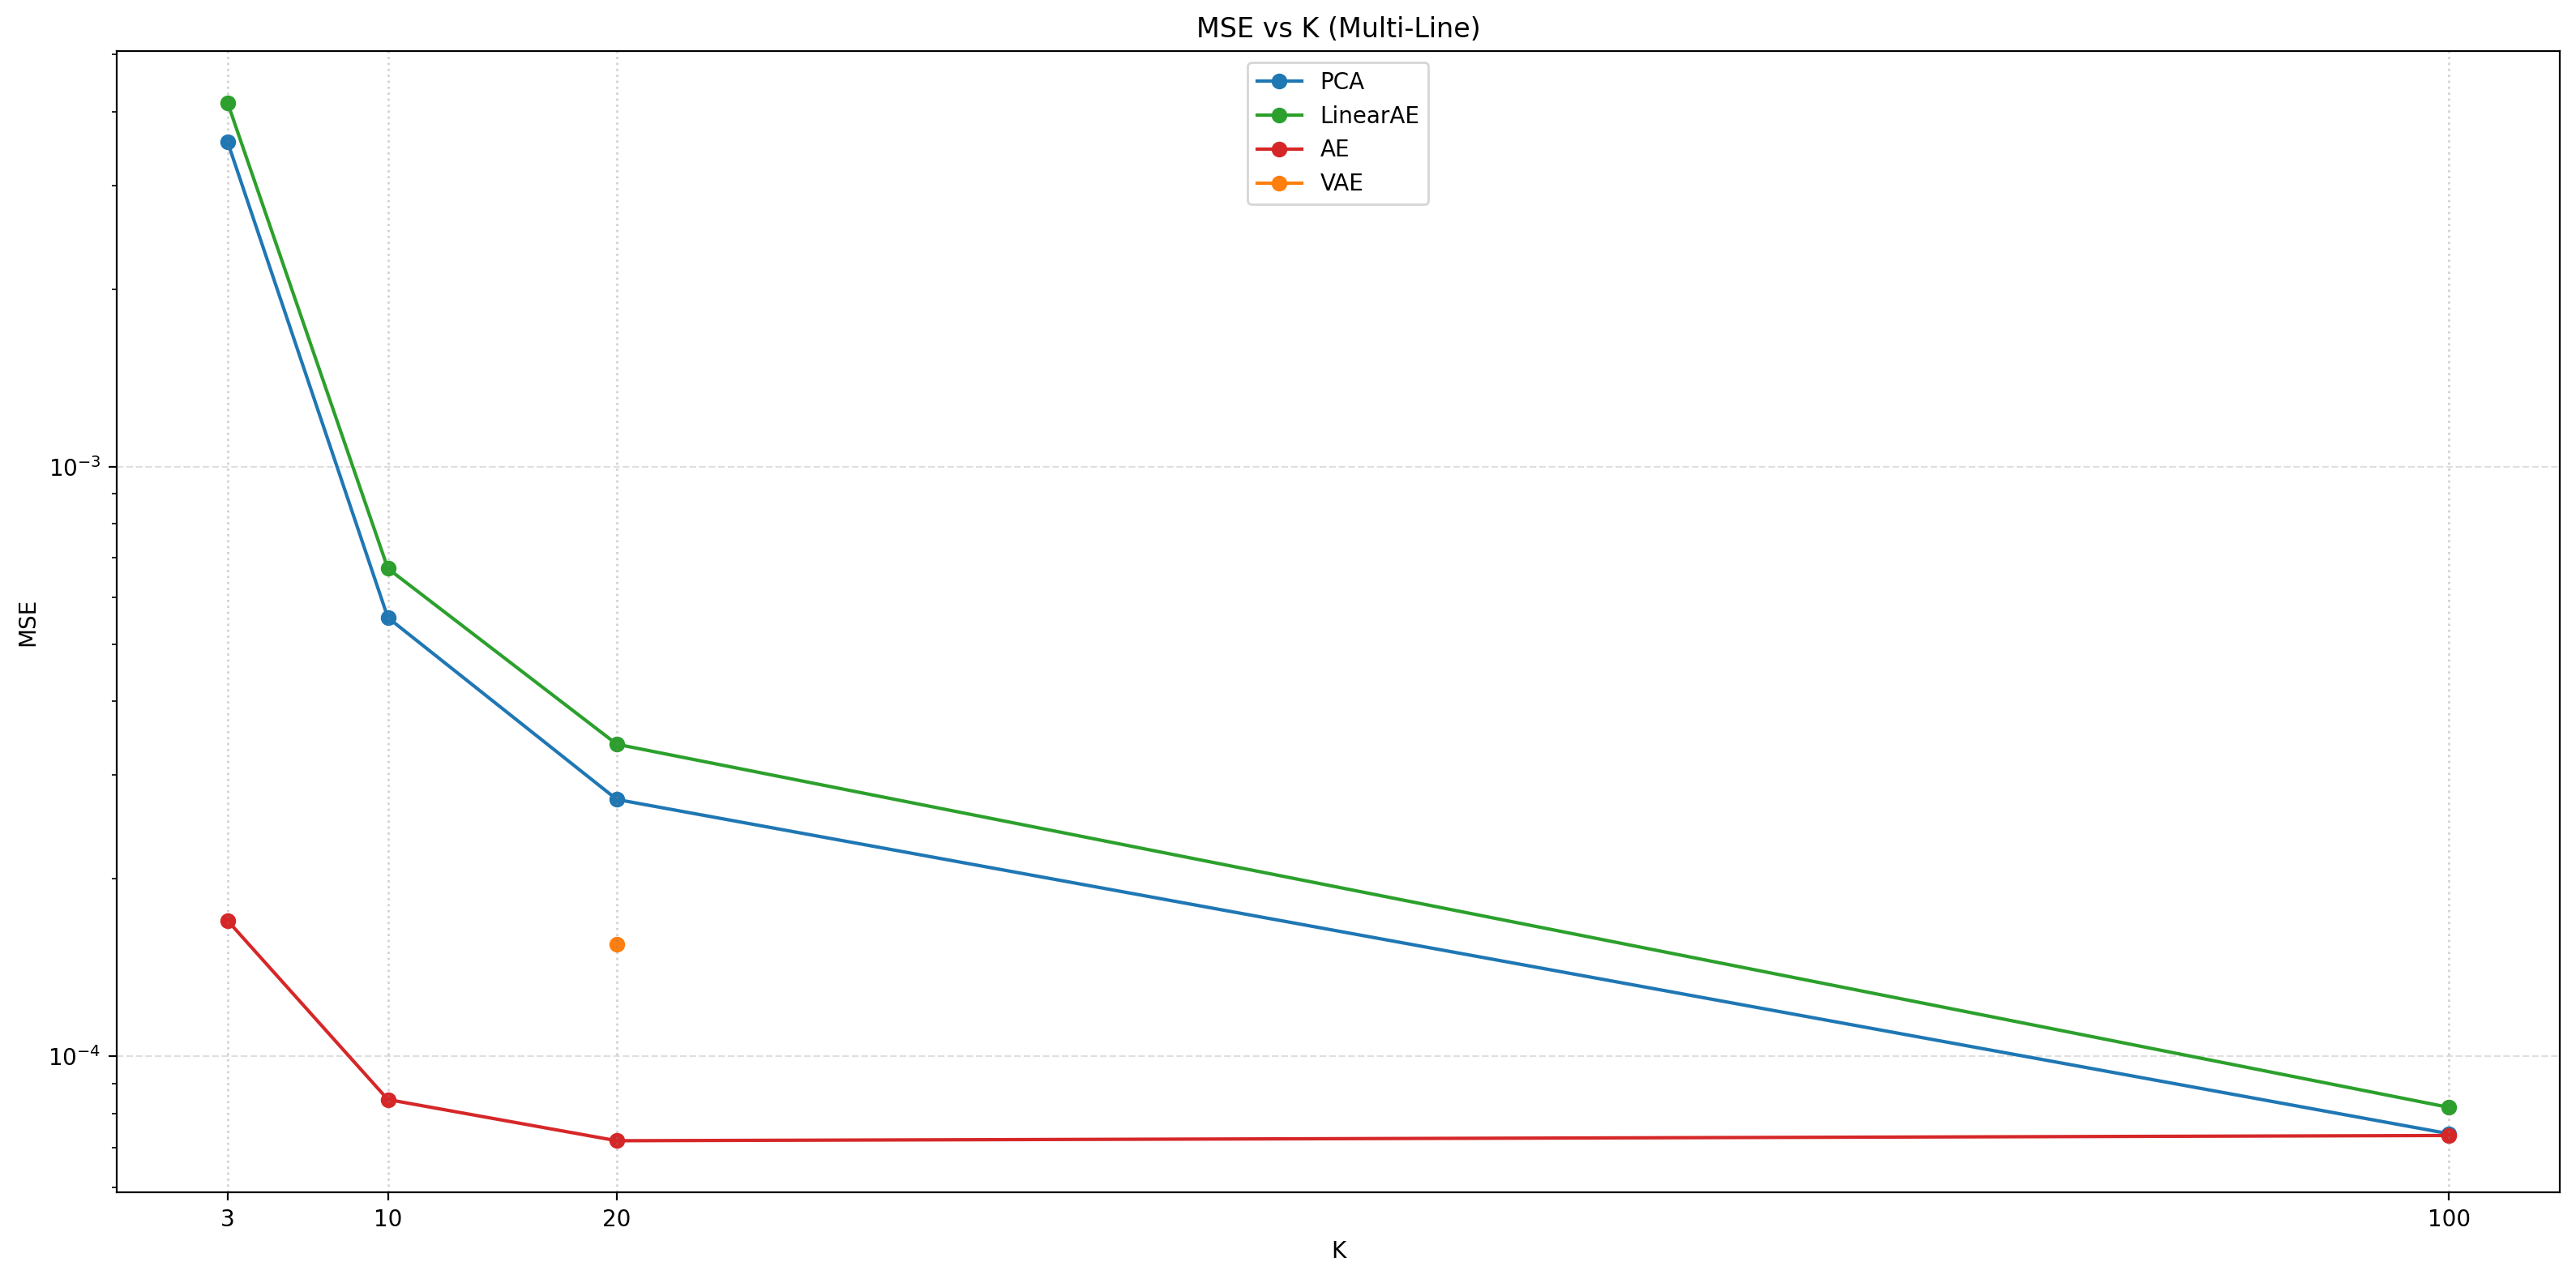 MSE vs K (Multi-Line)
PCA
LinearAE
AE
VAE
10⁻³
10⁻⁴
MSE
3 10 20 100
K